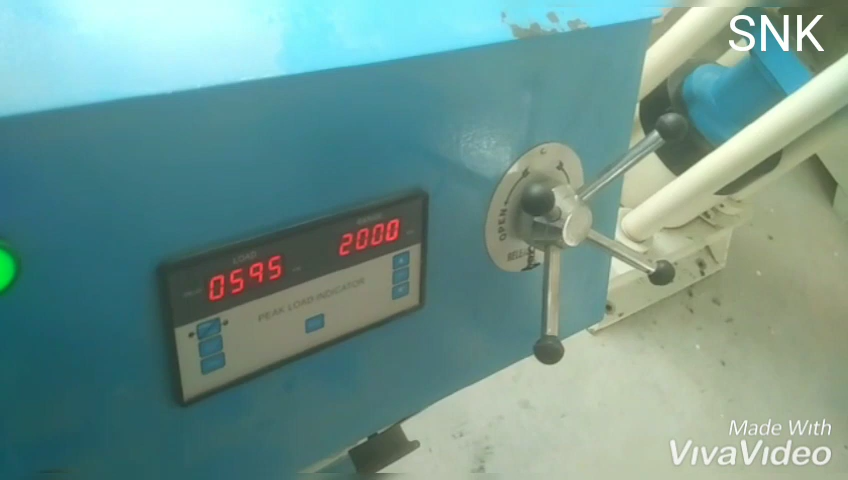 SNK
LOAD
RANGE
0595
2000
PEAK LOAD INDICATOR
OPEN
Made With
VivaVideo